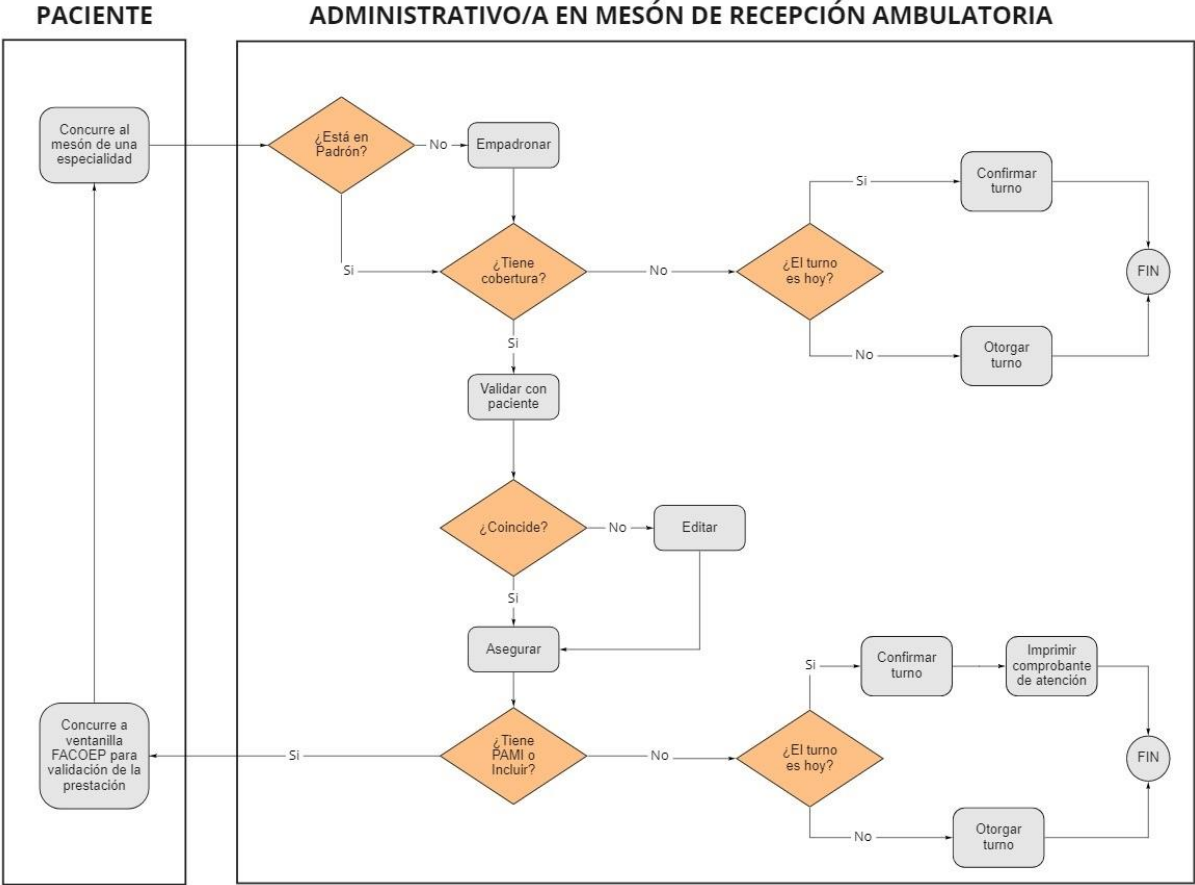 PACIENTE
ADMINISTRATIVO/A EN MESÓN DE RECEPCIÓN AMBULATORIA
Concurre al
mesón de una
especialidad
¿Está en
Padrón?
No
Empadronar
Si
¿Tiene
cobertura?
No
¿El turno
es hoy?
Si
Confirmar
turno
FIN
No
Otorgar
turno
Si
Validar con
paciente
¿Coincide?
No
Editar
Si
Asegurar
¿Tiene
PAMI o
Incluir?
Si
Concurre a
ventanilla
FACOEP para
validación de la
prestación
No
¿El turno
es hoy?
Si
Confirmar
turno
Imprimir
comprobante
de atención
FIN
No
Otorgar
turno